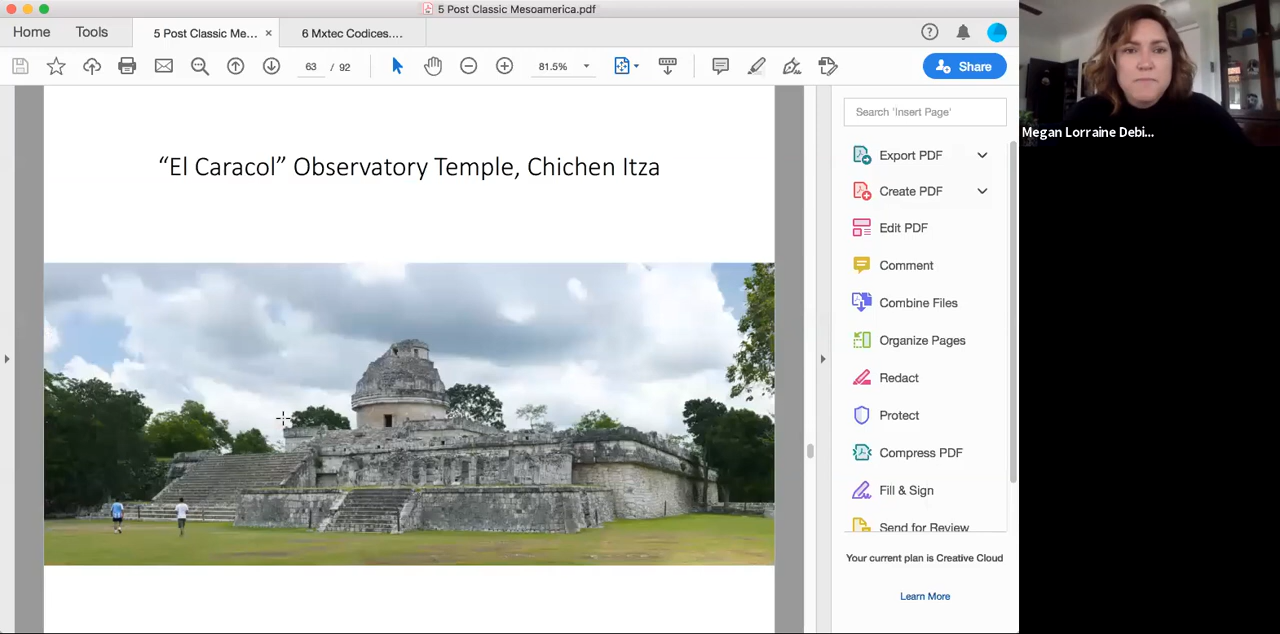 5 Post Classic Mesoamerica.pdf
Home
Tools
5 Post Classic Me...
×
6 Mxtec Codices....
?
63 / 92
81.5%
Share
Megan Lorraine Debi...
Search 'Insert Page'
“El Caracol” Observatory Temple, Chichen Itza
Export PDF
Create PDF
Edit PDF
Comment
Combine Files
Organize Pages
Redact
Protect
Compress PDF
Fill & Sign
Send for Review
Your current plan is Creative Cloud
Learn More